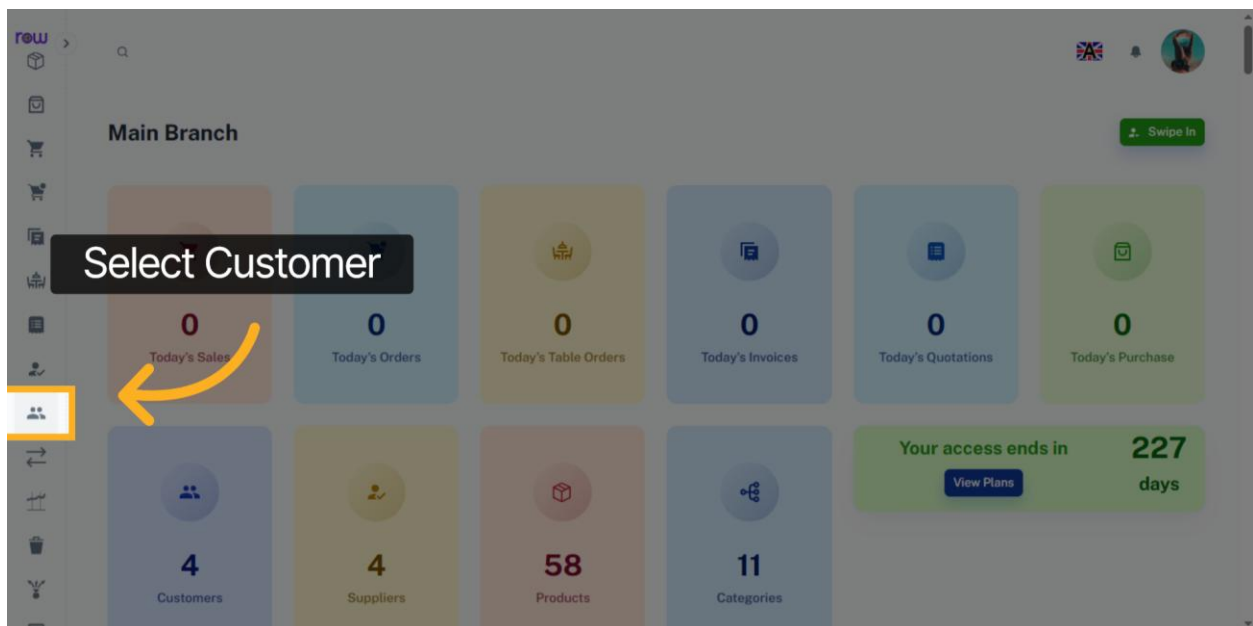 row
Main Branch
Swipe In
Select Customer
0
Today's Sales
0
Today's Orders
0
Today's Table Orders
0
Today's Invoices
0
Today's Quotations
0
Today's Purchase
4
Customers
4
Suppliers
58
Products
11
Categories
Your access ends in
227
View Plans
days